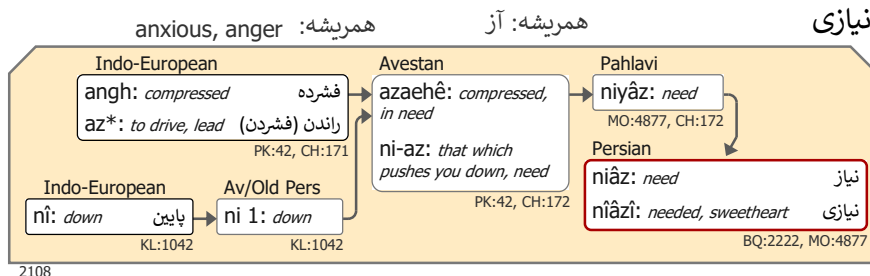 نیازی
همریشه: آز
همریشه: anxious, anger
Indo-European
angh: compressed فشرده
az*: to drive, lead راندن (فشردن)
PK:42, CH:171
Indo-European
nî: down پایین
KL:1042
Av/Old Pers
ni 1: down
KL:1042
Avestan
azaehê: compressed,
in need
ni-az: that which
pushes you down, need
PK:42, CH:172
Pahlavi
niyâz: need
MO:4877, CH:172
Persian
niâz: need نیاز
nîâzî: needed, sweetheart نیازی
BQ:2222, MO:4877
2108